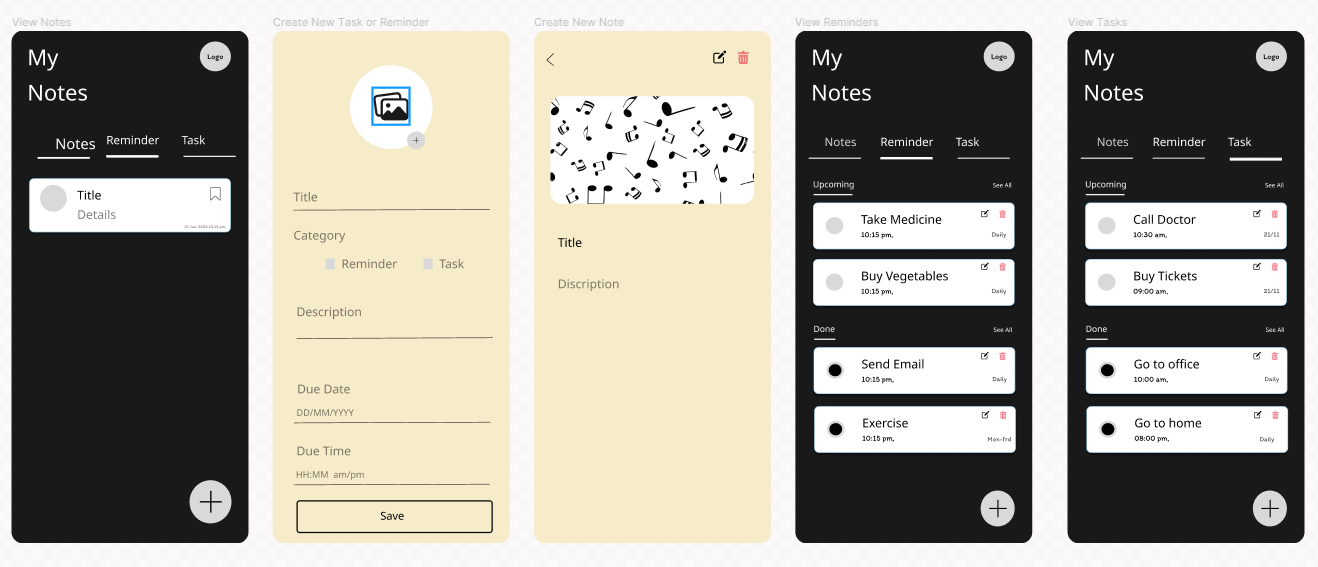 View Notes
My
Logo
Notes
Notes Reminder Task
Title
Details
Create New Task or Reminder
Title
Category
Reminder Task
Description
Due Date
DD/MM/YYYY
Due Time
HH:MM am/pm
Save
Create New Note
Title
Discription
View Reminders
My
Logo
Notes
Notes Reminder Task
Upcoming See All
Take Medicine
10:15 pm, Daily
Buy Vegetables
10:15 pm, Daily
Done See All
Send Email
10:15 pm, Daily
Exercise
10:15 pm, Mon-frd
View Tasks
My
Logo
Notes
Notes Reminder Task
Upcoming See All
Call Doctor
10:30 am, 21/11
Buy Tickets
09:00 am, 21/11
Done See All
Go to office
10:00 am, Daily
Go to home
08:00 pm, Daily